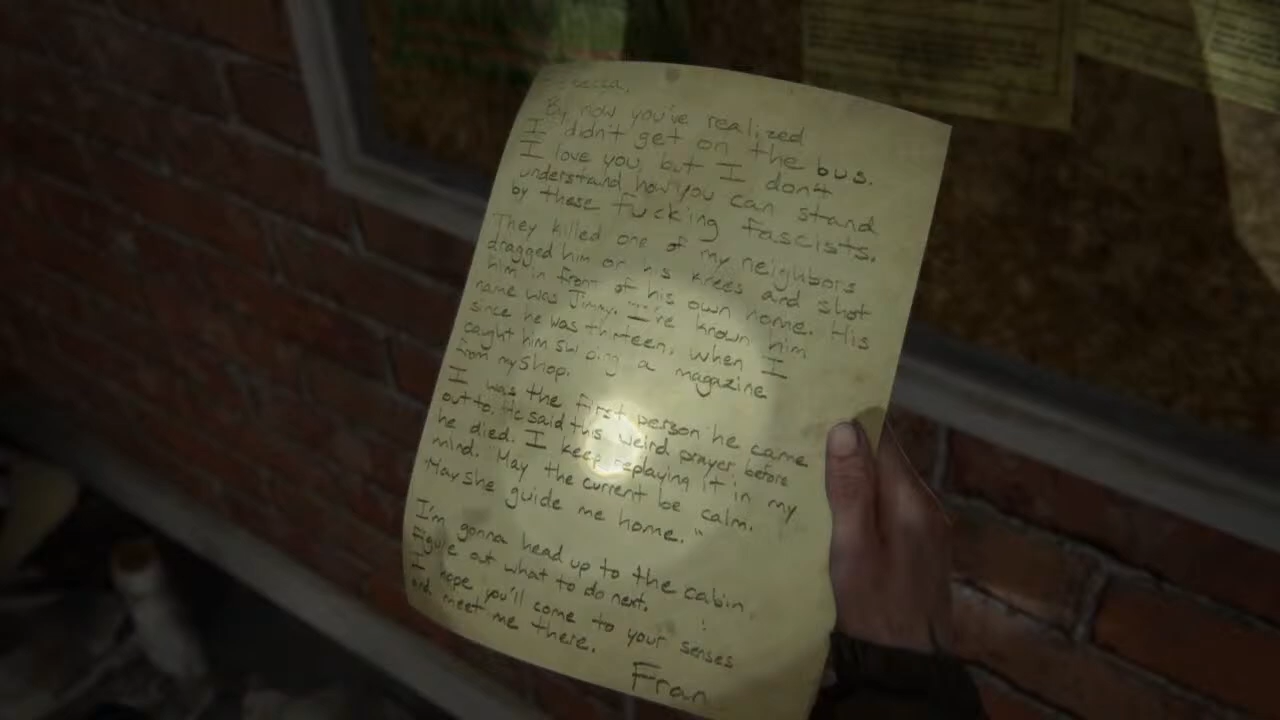 By now you've realized
I didn't get on the bus.
I love you, but I don't
understand how you can stand
by these fucking fascists.
They killed one of my neighbors
dragged him on his knees and shot
him in front of his own home. His
name was Jimmy. I've known him
since he was thirteen, when I
caught him swiping a magazine
from my shop.
I was the first person he came
out to. He said this weird prayer before
he died. I keep replaying it in my
mind. "May the current be calm.
May she guide me home."
I'm gonna head up to the cabin
Figure out what to do next.
I hope you'll come to your senses
and meet me there.
Fran